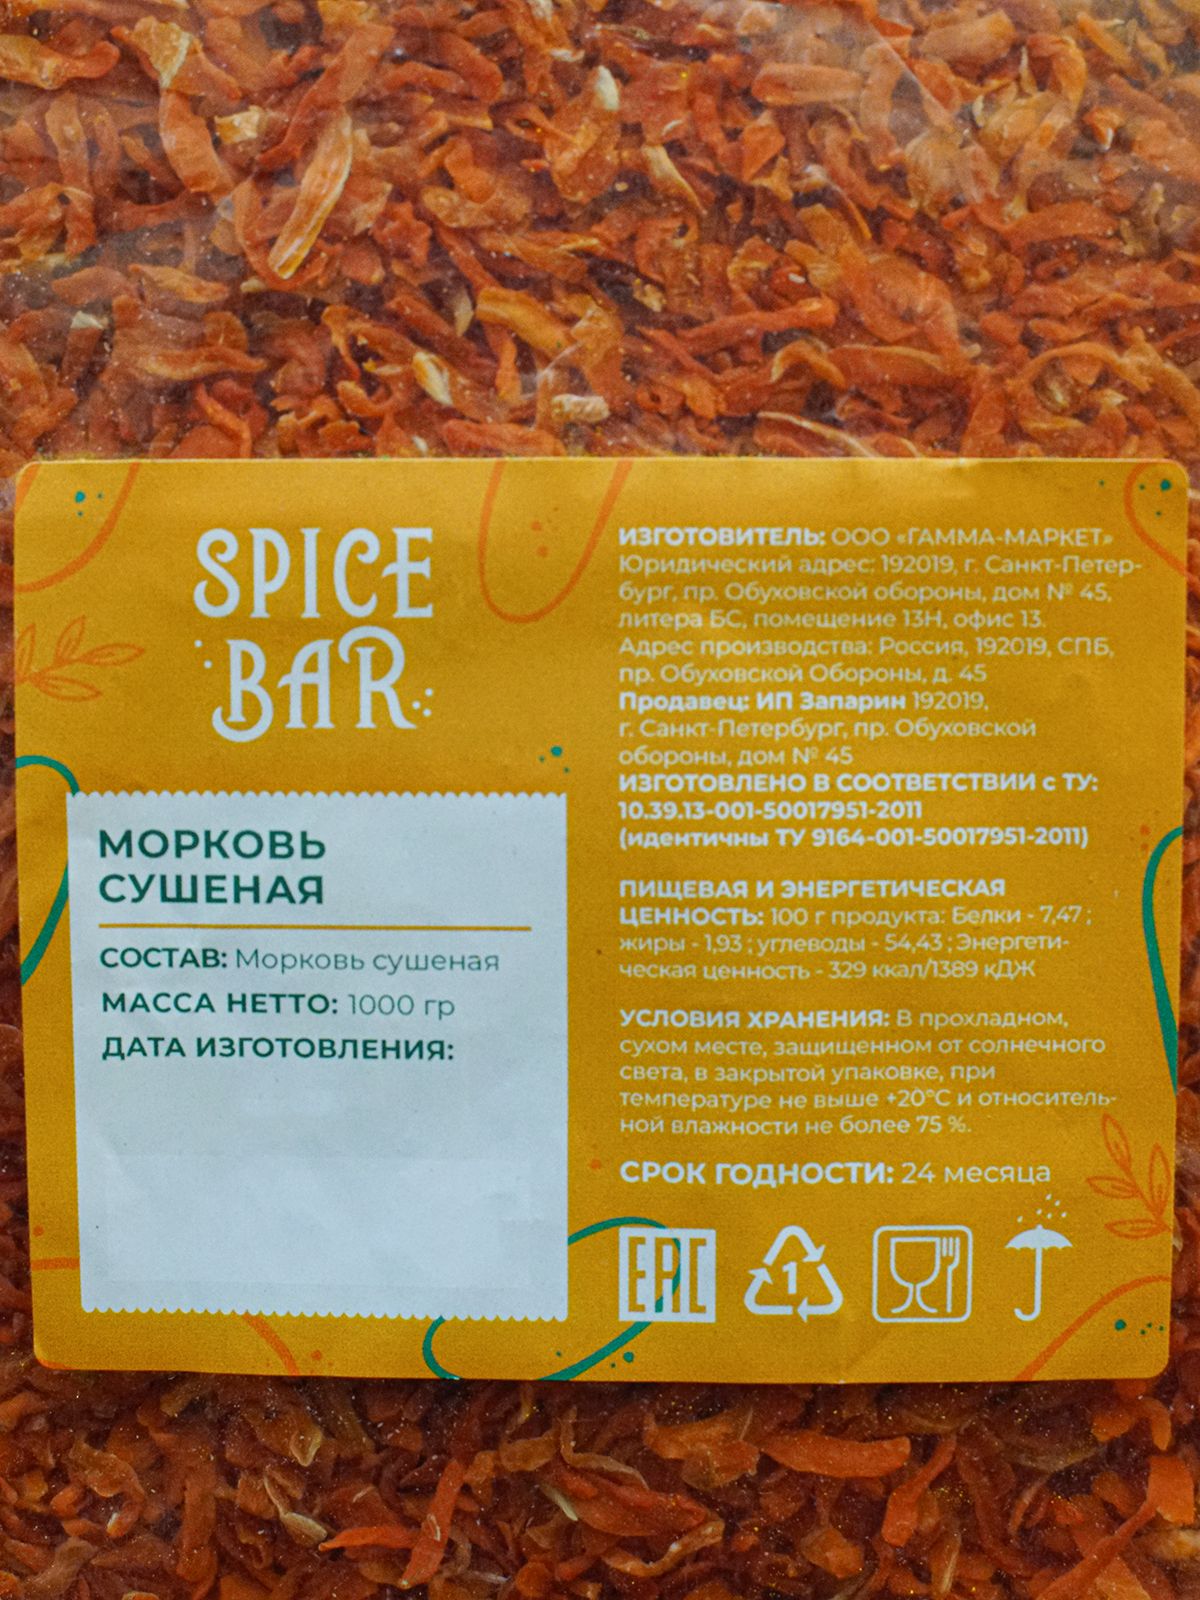 SPICE
BAR
МОРКОВЬ
СУШЕНАЯ
СОСТАВ: Морковь сушеная
МАССА НЕТТО: 1000 гр
ДАТА ИЗГОТОВЛЕНИЯ:
ИЗГОТОВИТЕЛЬ: ООО «ГАММА-МАРКЕТ»
Юридический адрес: 192019, г. Санкт-Петер-
бург, пр. Обуховской обороны, дом № 45,
литера БС, помещение 13Н, офис 13.
Адрес производства: Россия, 192019, СПБ,
пр. Обуховской Обороны, д. 45
Продавец: ИП Запарин 192019,
г. Санкт-Петербург, пр. Обуховской
обороны, дом № 45
ИЗГОТОВЛЕНО В СООТВЕТСТВИИ с ТУ:
10.39.13-001-50017951-2011
(идентичны ТУ 9164-001-50017951-2011)
ПИЩЕВАЯ И ЭНЕРГЕТИЧЕСКАЯ
ЦЕННОСТЬ: 100 г продукта: Белки - 7,47 ;
жиры - 1,93 ; углеводы - 54,43 ; Энергети-
ческая ценность - 329 ккал/1389 кДЖ
УСЛОВИЯ ХРАНЕНИЯ: В прохладном,
сухом месте, защищенном от солнечного
света, в закрытой упаковке, при
температуре не выше +20°С и относитель-
ной влажности не более 75 %.
СРОК ГОДНОСТИ: 24 месяца
EAC
1